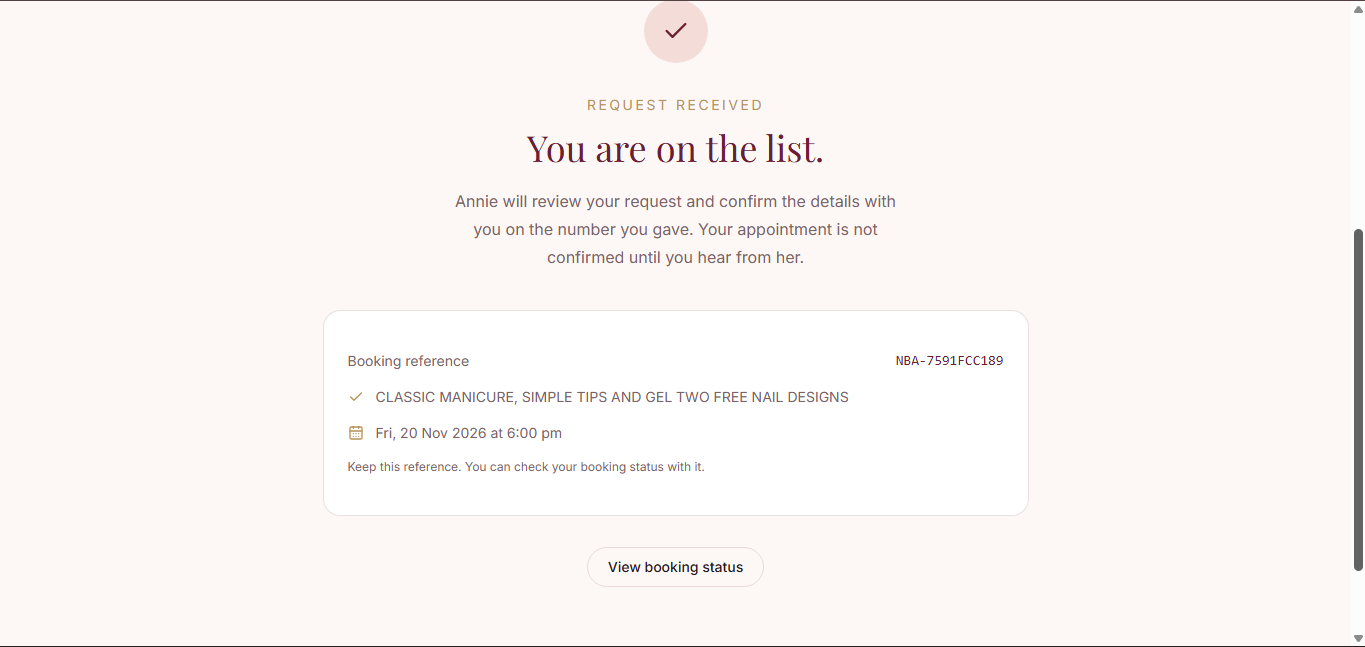 REQUEST RECEIVED
You are on the list.
Annie will review your request and confirm the details with
you on the number you gave. Your appointment is not
confirmed until you hear from her.
Booking reference NBA-7591FCC189
CLASSIC MANICURE, SIMPLE TIPS AND GEL TWO FREE NAIL DESIGNS
Fri, 20 Nov 2026 at 6:00 pm
Keep this reference. You can check your booking status with it.
View booking status